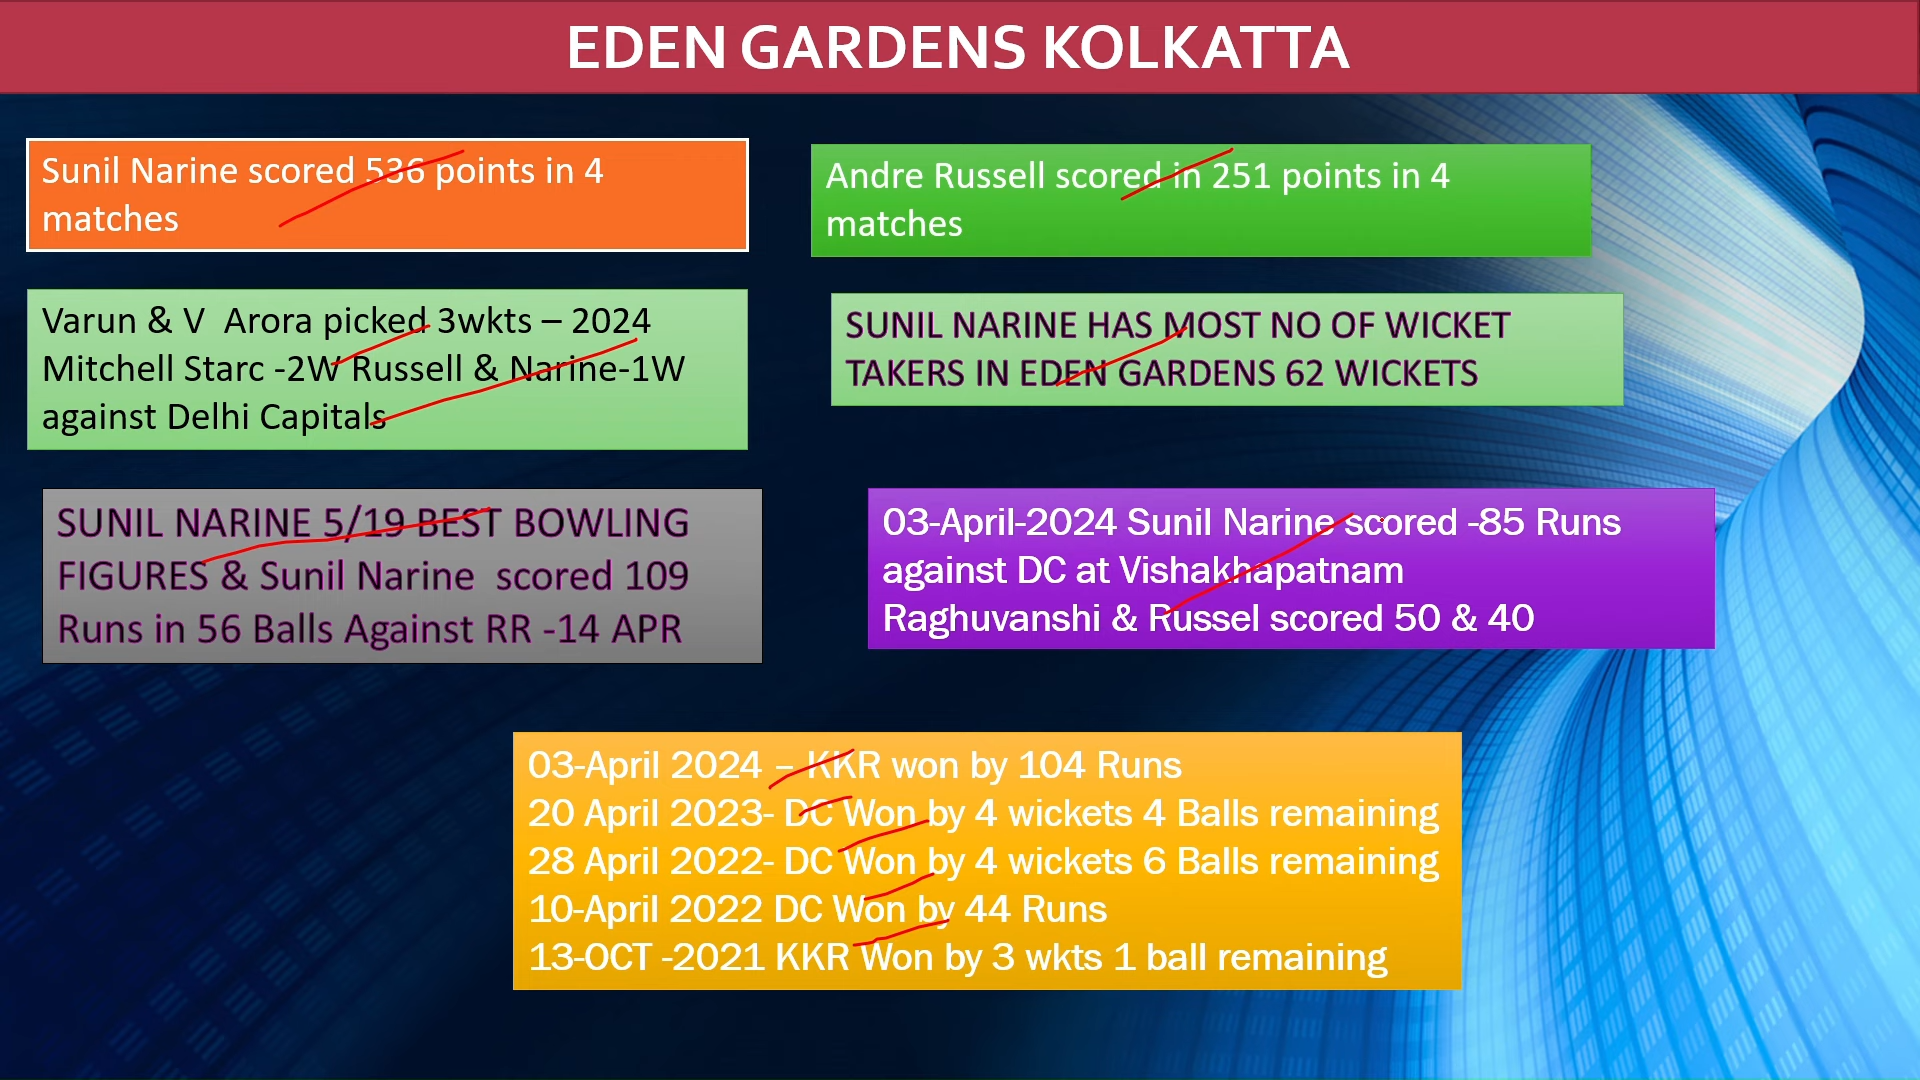 EDEN GARDENS KOLKATTA
Sunil Narine scored 536 points in 4
matches
Andre Russell scored in 251 points in 4
matches
Varun & V  Arora picked 3wkts – 2024
Mitchell Starc -2W Russell & Narine-1W
against Delhi Capitals
SUNIL NARINE HAS MOST NO OF WICKET
TAKERS IN EDEN GARDENS 62 WICKETS
SUNIL NARINE 5/19 BEST BOWLING
FIGURES & Sunil Narine  scored 109
Runs in 56 Balls Against RR -14 APR
03-April-2024 Sunil Narine scored -85 Runs
against DC at Vishakhapatnam
Raghuvanshi & Russel scored 50 & 40
03-April 2024 – KKR won by 104 Runs
20 April 2023- DC Won by 4 wickets 4 Balls remaining
28 April 2022- DC Won by 4 wickets 6 Balls remaining
10-April 2022 DC Won by 44 Runs
13-OCT -2021 KKR Won by 3 wkts 1 ball remaining